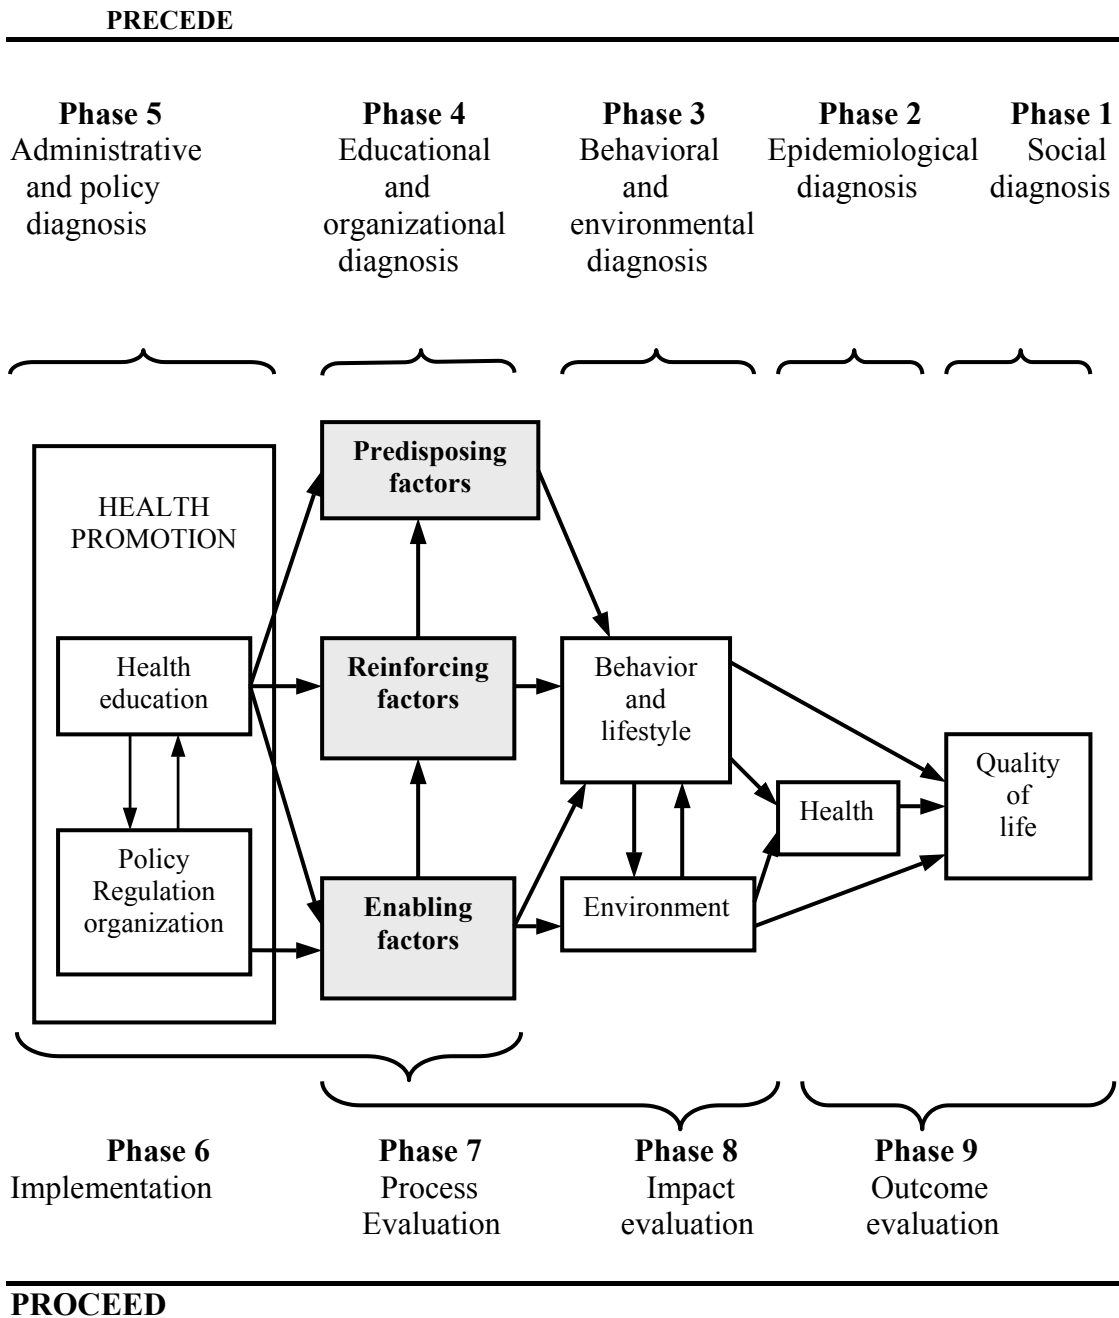 PRECEDE
Phase 5
Administrative
and policy
diagnosis
Phase 4
Educational
and
organizational
diagnosis
Phase 3
Behavioral
and
environmental
diagnosis
Phase 2
Epidemiological
diagnosis
Phase 1
Social
diagnosis
HEALTH
PROMOTION
Health
education
Policy
Regulation
organization
Predisposing
factors
Reinforcing
factors
Enabling
factors
Behavior
and
lifestyle
Environment
Health
Quality
of
life
Phase 6
Implementation
Phase 7
Process
Evaluation
Phase 8
Impact
evaluation
Phase 9
Outcome
evaluation
PROCEED